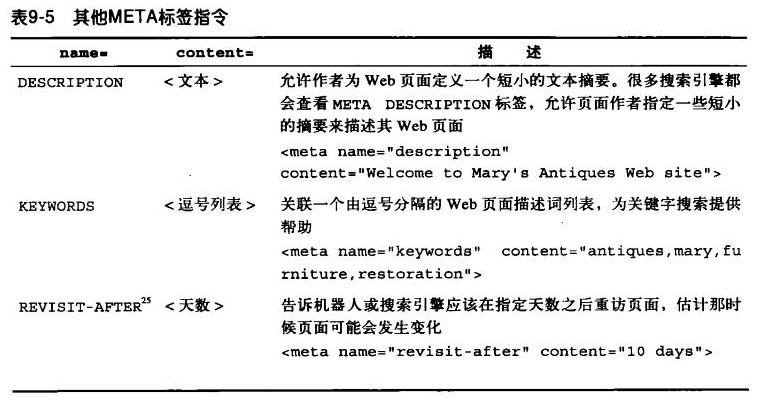 表9-5 其他META标签指令
name= content= 描 述
DESCRIPTION <文本> 允许作者为 Web 页面定义一个短小的文本摘要。很多搜索引擎都
会查看 META DESCRIPTION 标签，允许页面作者指定一些短小
的摘要来描述其 Web 页面
<meta name="description"
content="Welcome to Mary's Antiques Web site">
KEYWORDS <逗号列表> 关联一个由逗号分隔的 Web 页面描述词列表，为关键字搜索提供
帮助
<meta name="keywords" content="antiques,mary,fu
rniture,restoration">
REVISIT-AFTER25 <天数> 告诉机器人或搜索引擎应该在指定天数之后重访页面，估计那时
候页面可能会发生变化
<meta name="revisit-after" content="10 days">